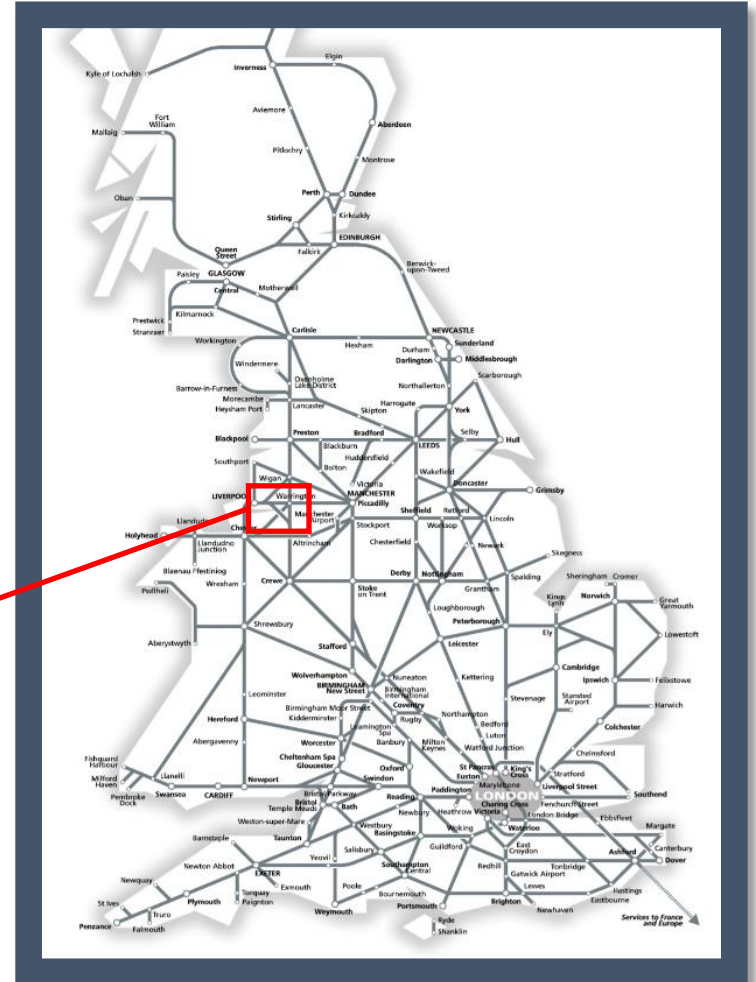 Elgin
Inverness
Kyle of Lochalsh
Aviemore
Fort
William
Aberdeen
Mallaig
Pitlochry
Montrose
Perth
Dundee
Oban
Stirling
Kirkcaldy
EDINBURGH
Queen
Street
Falkirk
Berwick-
upon-Tweed
Paisley
GLASGOW
Central
Motherwell
Prestwick
Kilmarnock
Stranraer
Carlisle
NEWCASTLE
Workington
Hexham
Sunderland
Durham
Darlington
Middlesbrough
Windermere
Scarborough
Oxenholme
Lake District
Barrow-in-Furness
Northallerton
Morecambe
Harrogate
Heysham Port
Lancaster
Skipton
York
Blackpool
Preston
Bradford
Selby
Blackburn
LEEDS
Hull
Southport
Huddersfield
Bolton
Wakefield
Wigan
Victoria
Doncaster
LIVERPOOL
Warrington
MANCHESTER
Piccadilly
Grimsby
Manchester
Airport
Sheffield
Retford
Llandudno
Chester
Stockport
Worksop
Lincoln
Holyhead
Llandudno
Junction
Altrincham
Chesterfield
Newark
Skegness
Blaenau Ffestiniog
Wrexham
Crewe
Derby
Nottingham
Spalding
Sheringham
Cromer
Pwllheli
Stoke
on Trent
Grantham
Kings
Lynn
Norwich
Great
Yarmouth
Loughborough
Peterborough
Shrewsbury
Ely
Aberystwyth
Stafford
Leicester
Lowestoft
Wolverhampton
Cambridge
BIRMINGHAM
New Street
Nuneaton
Kettering
Ipswich
Felixstowe
Leominster
Birmingham
International
Stevenage
Stansted
Airport
Birmingham Moor Street
Coventry
Northampton
Harwich
Hereford
Kidderminster
Rugby
Bedford
Leamington
Spa
Colchester
Abergavenny
Worcester
Banbury
Milton
Keynes
Luton
Cheltenham Spa
Watford Junction
Chelmsford
Fishguard
Harbour
Gloucester
Oxford
St Pancras
King's
Cross
Stratford
Milford
Haven
Llanelli
Newport
Swindon
Euston
Pembroke
Dock
Swansea
CARDIFF
Bristol Parkway
Paddington
Marylebone
Liverpool Street
Southend
Bristol
Temple Meads
Bath
Reading
LONDON
Newbury
Heathrow
Victoria
Charing Cross
Fenchurch Street
Weston-super-Mare
Westbury
London Bridge
Ebbsfleet
Barnstaple
Taunton
Basingstoke
Woking
Waterloo
Margate
Salisbury
Guildford
East
Croydon
Canterbury
Newton Abbot
Yeovil
Ashford
Dover
Newquay
EXETER
Southampton
Central
Redhill
Tonbridge
Gatwick Airport
Exmouth
Poole
St Ives
Torquay
Bournemouth
Lewes
Hastings
Plymouth
Paignton
Eastbourne
Truro
Weymouth
Portsmouth
Brighton
Newhaven
Penzance
Falmouth
Ryde
Shanklin
Services to France
and Europe